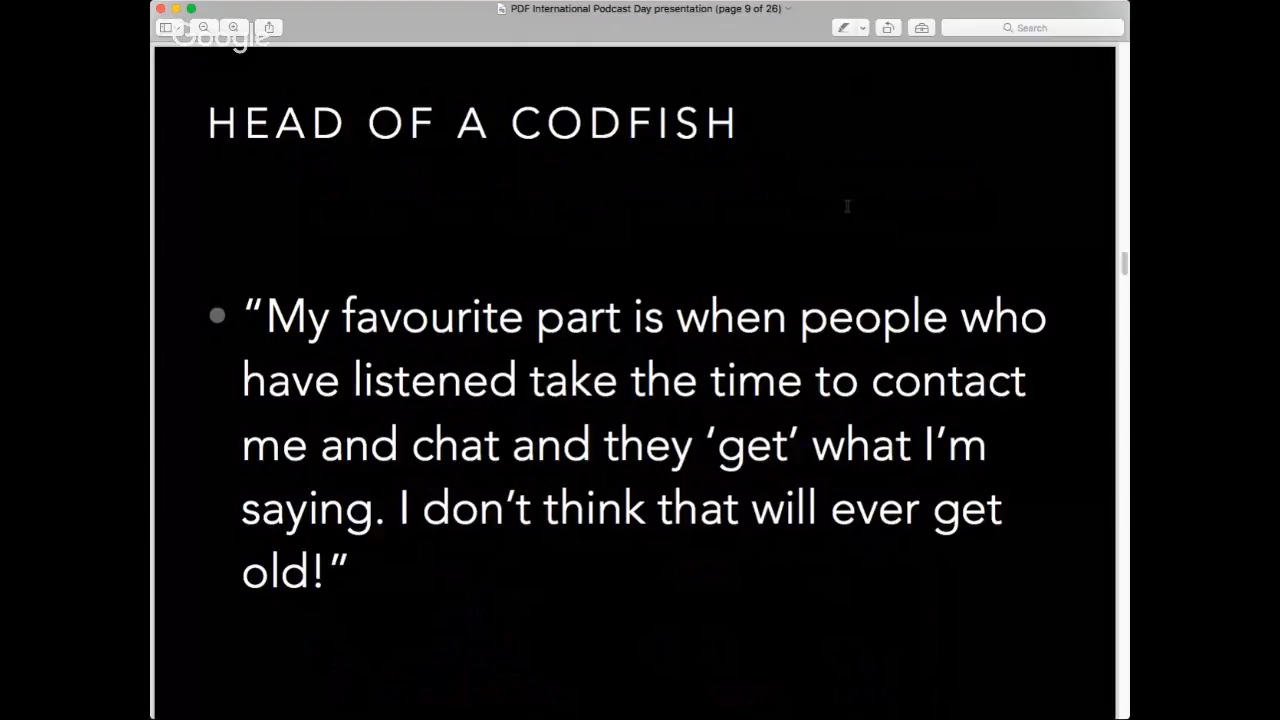 PDF International Podcast Day presentation (page 9 of 26)
Google
Search
HEAD OF A CODFISH
• “My favourite part is when people who
have listened take the time to contact
me and chat and they ‘get’ what I’m
saying. I don’t think that will ever get
old!”